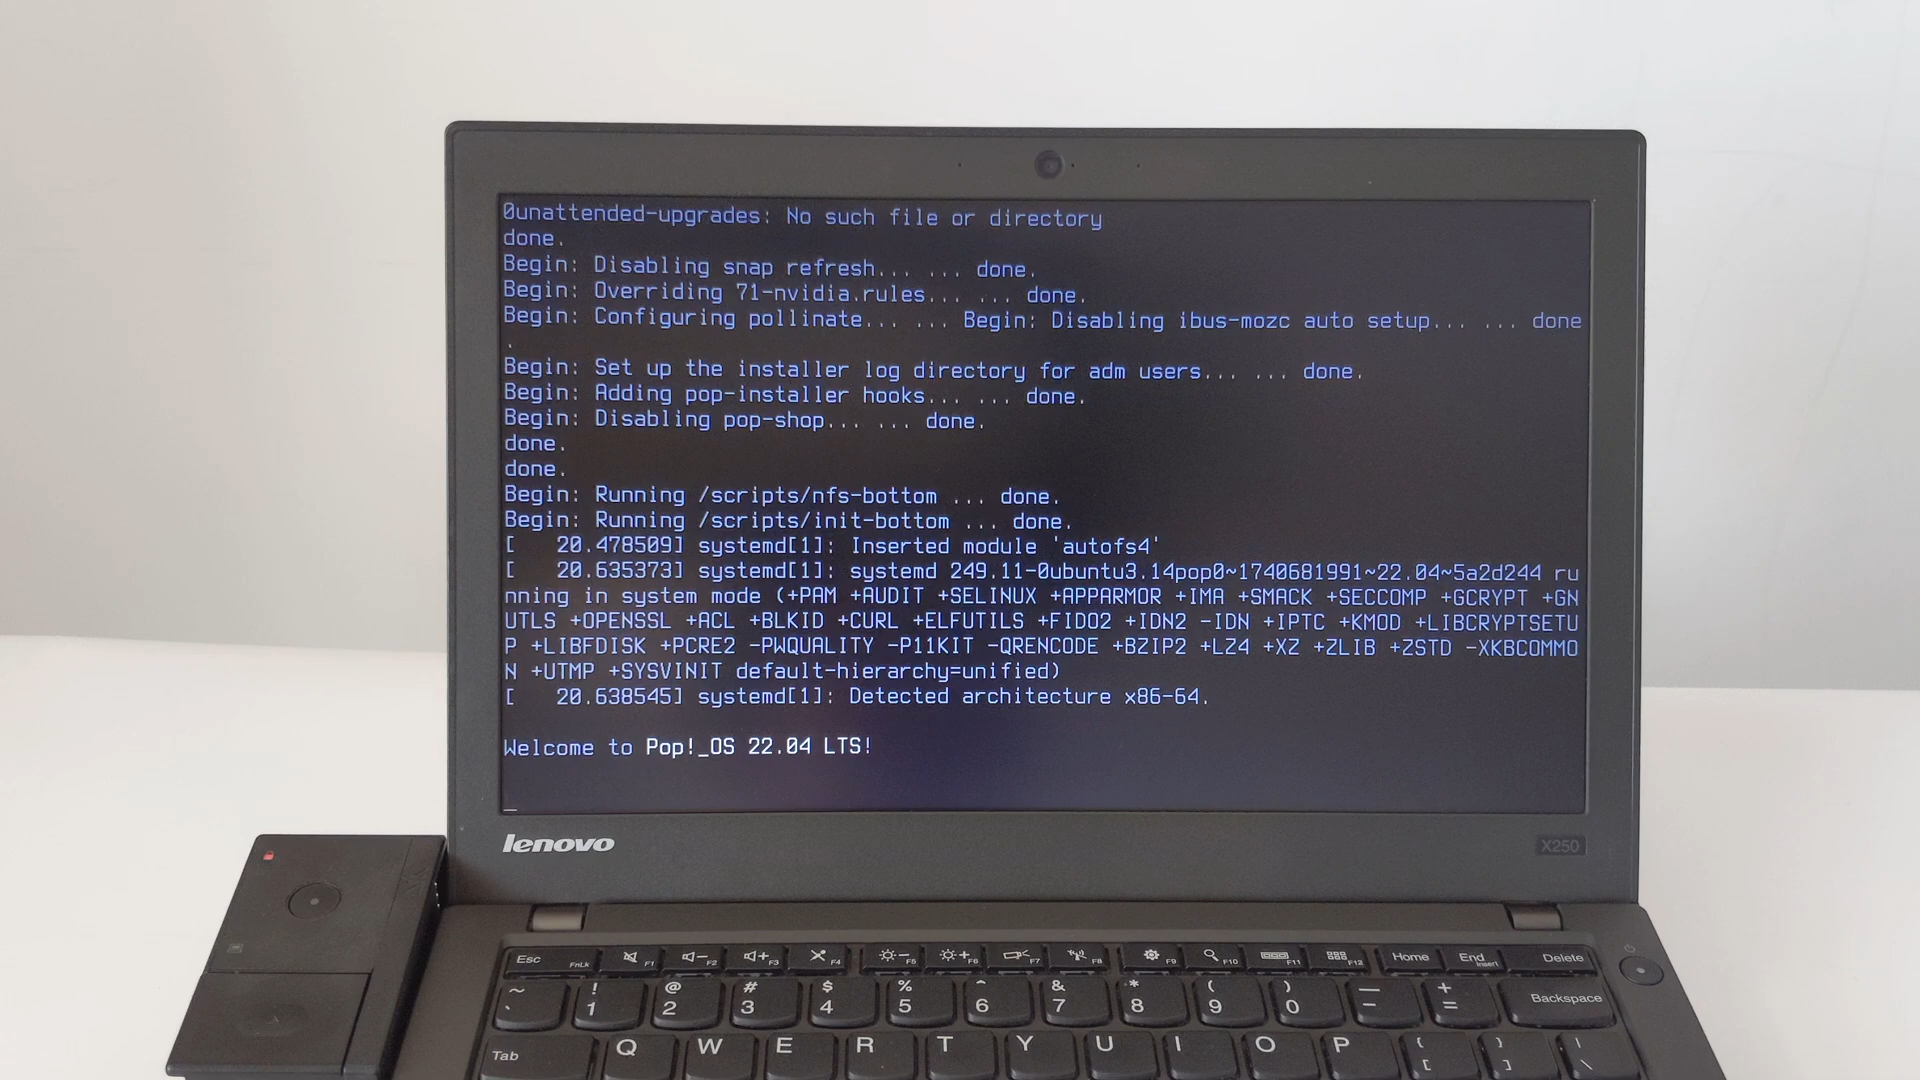 0unattended-upgrades: No such file or directory
done.
Begin: Disabling snap refresh... ... done.
Begin: Overriding 71-nvidia.rules... ... done.
Begin: Configuring pollinate... ... Begin: Disabling ibus-mozc auto setup... ... done
.
Begin: Set up the installer log directory for adm users... ... done.
Begin: Adding pop-installer hooks... ... done.
Begin: Disabling pop-shop... ... done.
done.
done.
Begin: Running /scripts/nfs-bottom ... done.
Begin: Running /scripts/init-bottom ... done.
[   20.478509] systemd[1]: Inserted module 'autofs4'
[   20.635373] systemd[1]: systemd 249.11-0ubuntu3.14pop0~1740681991~22.04~5a2d244 ru
nning in system mode (+PAM +AUDIT +SELINUX +APPARMOR +IMA +SMACK +SECCOMP +GCRYPT +GN
UTLS +OPENSSL +ACL +BLKID +CURL +ELFUTILS +FIDO2 +IDN2 -IDN +IPTC +KMOD +LIBCRYPTSETU
P +LIBFDISK +PCRE2 -PWQUALITY -P11KIT -QRENCODE +BZIP2 +LZ4 +XZ +ZLIB +ZSTD -XKBCOMMO
N +UTMP +SYSVINIT default-hierarchy=unified)
[   20.638545] systemd[1]: Detected architecture x86-64.
Welcome to Pop!_OS 22.04 LTS!
_
lenovo X250
Esc FnLk F1 F2 F3 F4 F5 F6 F7 F8 F9 F10 F11 F12 Home End Insert Delete
~ ! @ # $ % ^ & * ( ) — +
` 1 2 3 4 5 6 7 8 9 0 - = Backspace
Tab Q W E R T Y U I O P { [ } ] | \